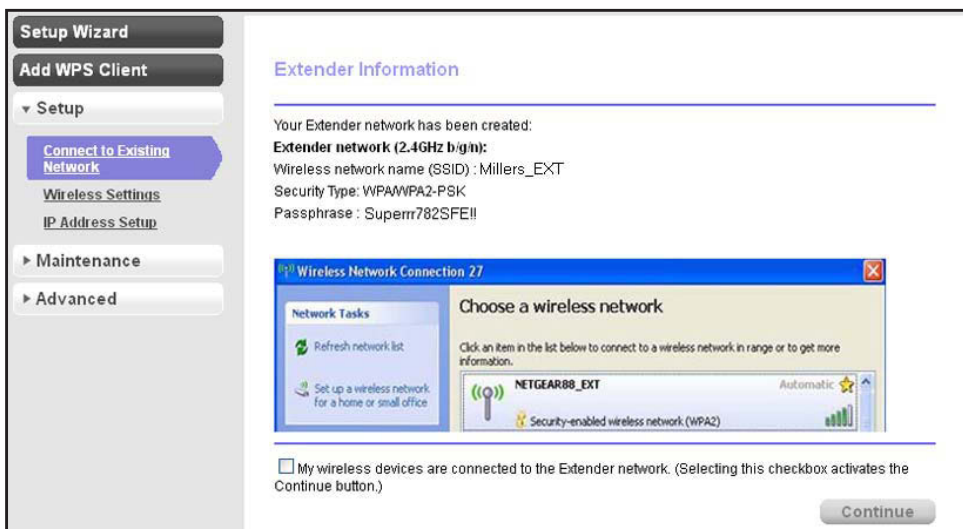 Setup Wizard
Add WPS Client
Setup
Connect to Existing
Network
Wireless Settings
IP Address Setup
Maintenance
Advanced
Extender Information
Your Extender network has been created:
Extender network (2.4GHz b/g/n):
Wireless network name (SSID) : Millers_EXT
Security Type: WPA/WPA2-PSK
Passphrase : Superrr782SFE!!
Wireless Network Connection 27
Network Tasks
Refresh network list
Set up a wireless network
for a home or small office
Choose a wireless network
Click an item in the list below to connect to a wireless network in range or to get more
information.
NETGEAR88_EXT
Automatic
Security-enabled wireless network (WPA2)
My wireless devices are connected to the Extender network. (Selecting this checkbox activates the
Continue button.)
Continue